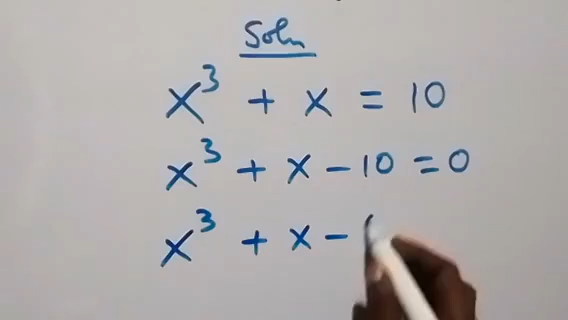 Soln
x³ + x = 10
x³ + x - 10 = 0
x³ + x -